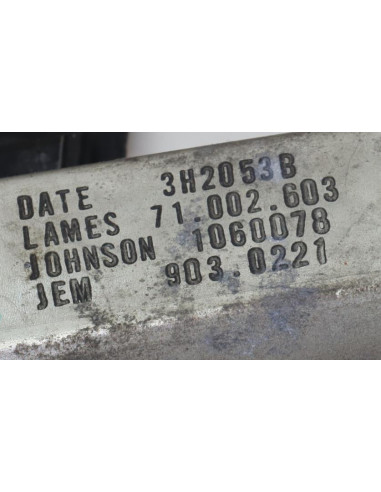 DATE 3H2053B
LAMES 71.002.603
JOHNSON 1060078
JEM 903.0221